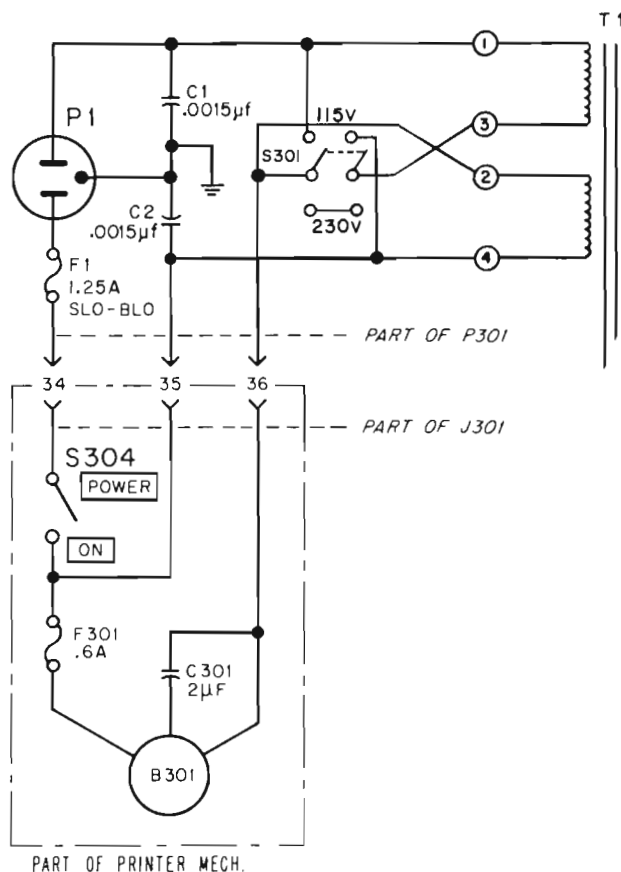 T1
1
C1
.0015µf
P1
115V
3
S301
2
C2
.0015µf
230V
4
F1
1.25A
SLO-BLO
PART OF P301
34
35
36
PART OF J301
S304
POWER
ON
F301
.6A
C301
2µF
B301
PART OF PRINTER MECH.